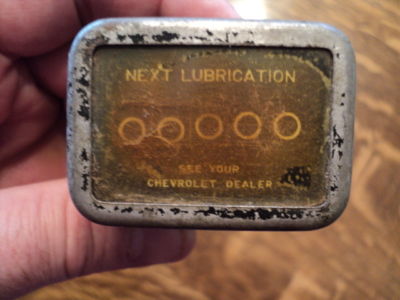 NEXT LUBRICATION
SEE YOUR
CHEVROLET DEALER